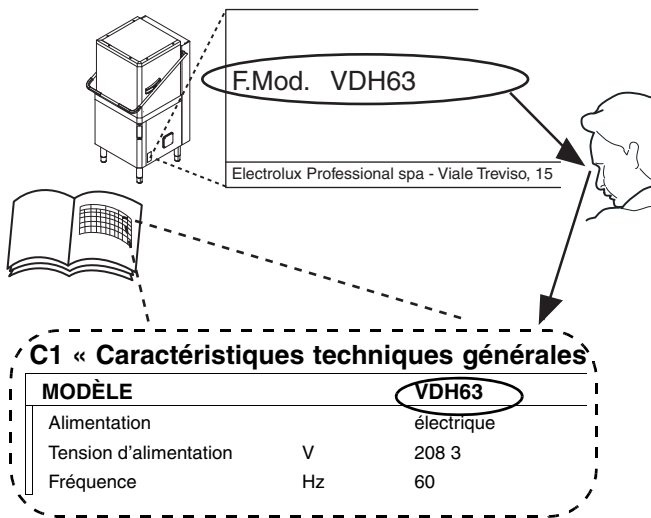 F.Mod. VDH63
Electrolux Professional spa - Viale Treviso, 15
C1 « Caractéristiques techniques générales
MODÈLE VDH63
Alimentation électrique
Tension d’alimentation V 208 3
Fréquence Hz 60